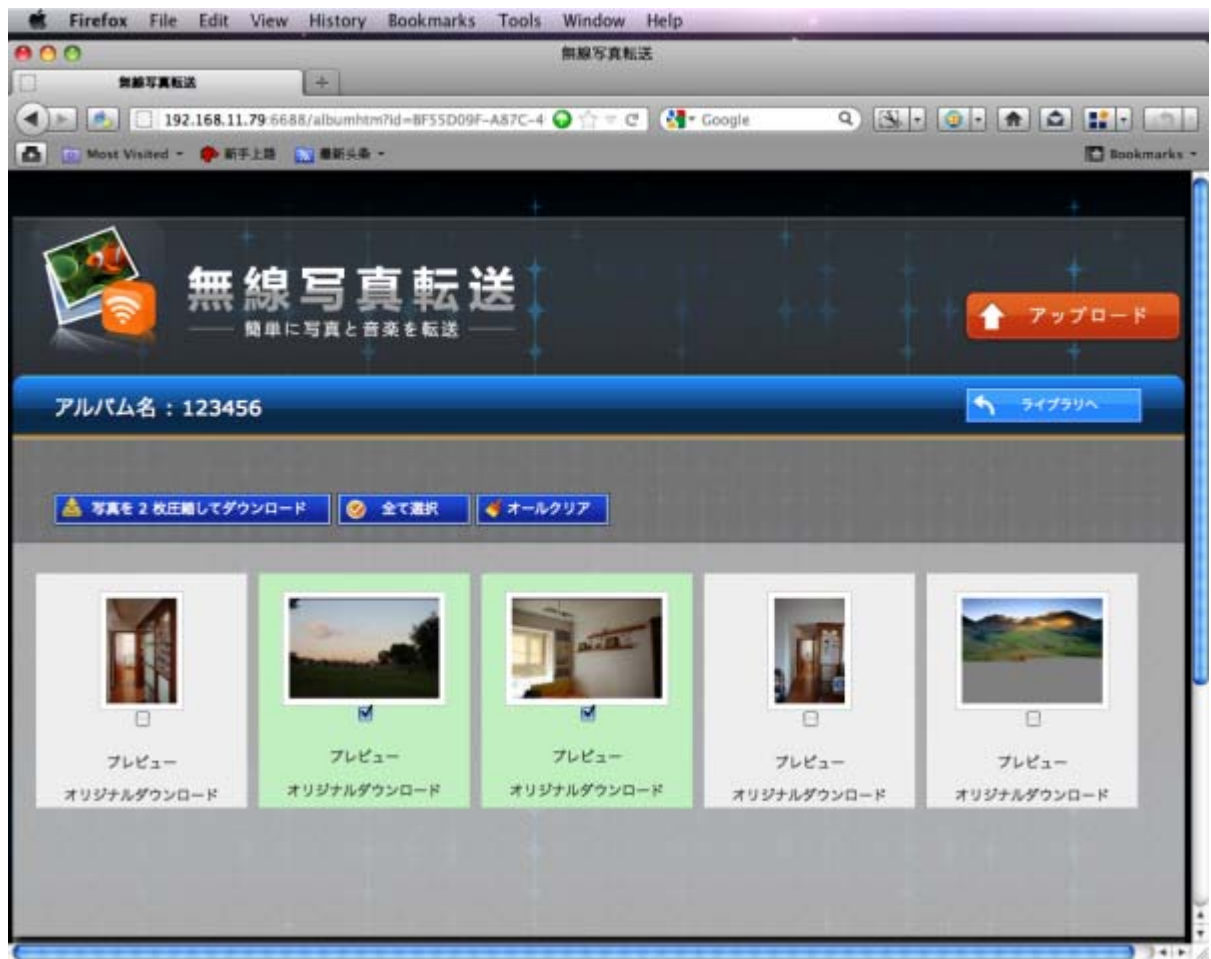 Firefox File Edit View History Bookmarks Tools Window Help
無線写真転送
無線写真転送
192.168.11.79:6688/albumhtm?id=BF55D09F-A87C-4
Google
Most Visited
新手上路
最新头条
Bookmarks
無線写真転送
簡単に写真と音楽を転送
アップロード
アルバム名：123456
ライブラリへ
写真を 2 枚圧縮してダウンロード
全て選択
オールクリア
プレビュー
プレビュー
プレビュー
プレビュー
プレビュー
オリジナルダウンロード
オリジナルダウンロード
オリジナルダウンロード
オリジナルダウンロード
オリジナルダウンロード